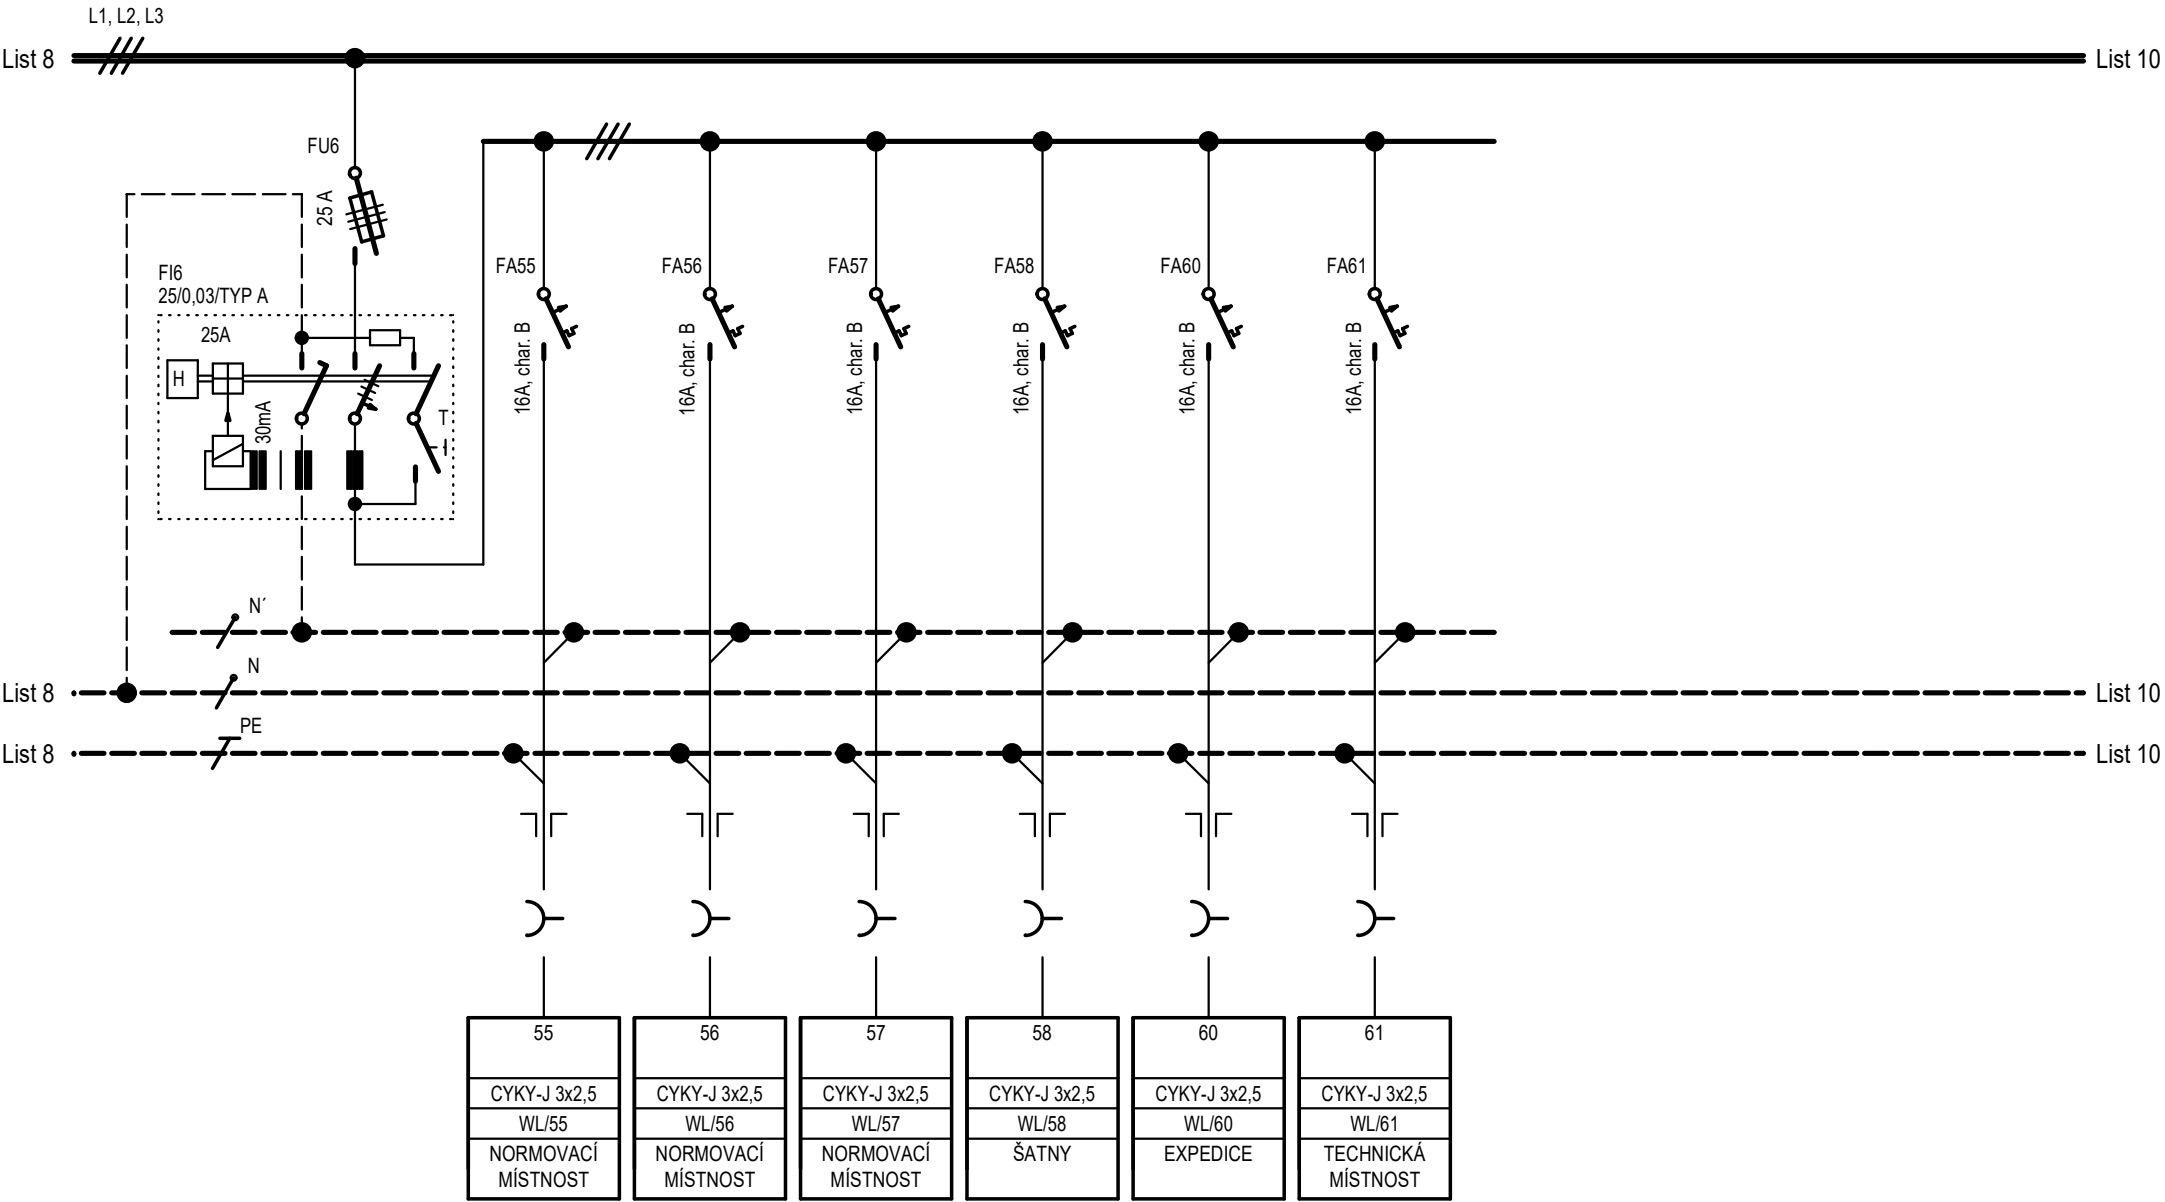 L1, L2, L3
List 8
List 10
FU6
25 A
FI6
25/0,03/TYP A
25A
H
30mA
T
FA55
FA56
FA57
FA58
FA60
FA61
16A, char. B
16A, char. B
16A, char. B
16A, char. B
16A, char. B
16A, char. B
N´
N
List 8
List 10
PE
List 8
List 10
55
CYKY-J 3x2,5
WL/55
NORMOVACÍ
MÍSTNOST
56
CYKY-J 3x2,5
WL/56
NORMOVACÍ
MÍSTNOST
57
CYKY-J 3x2,5
WL/57
NORMOVACÍ
MÍSTNOST
58
CYKY-J 3x2,5
WL/58
ŠATNY
60
CYKY-J 3x2,5
WL/60
EXPEDICE
61
CYKY-J 3x2,5
WL/61
TECHNICKÁ
MÍSTNOST